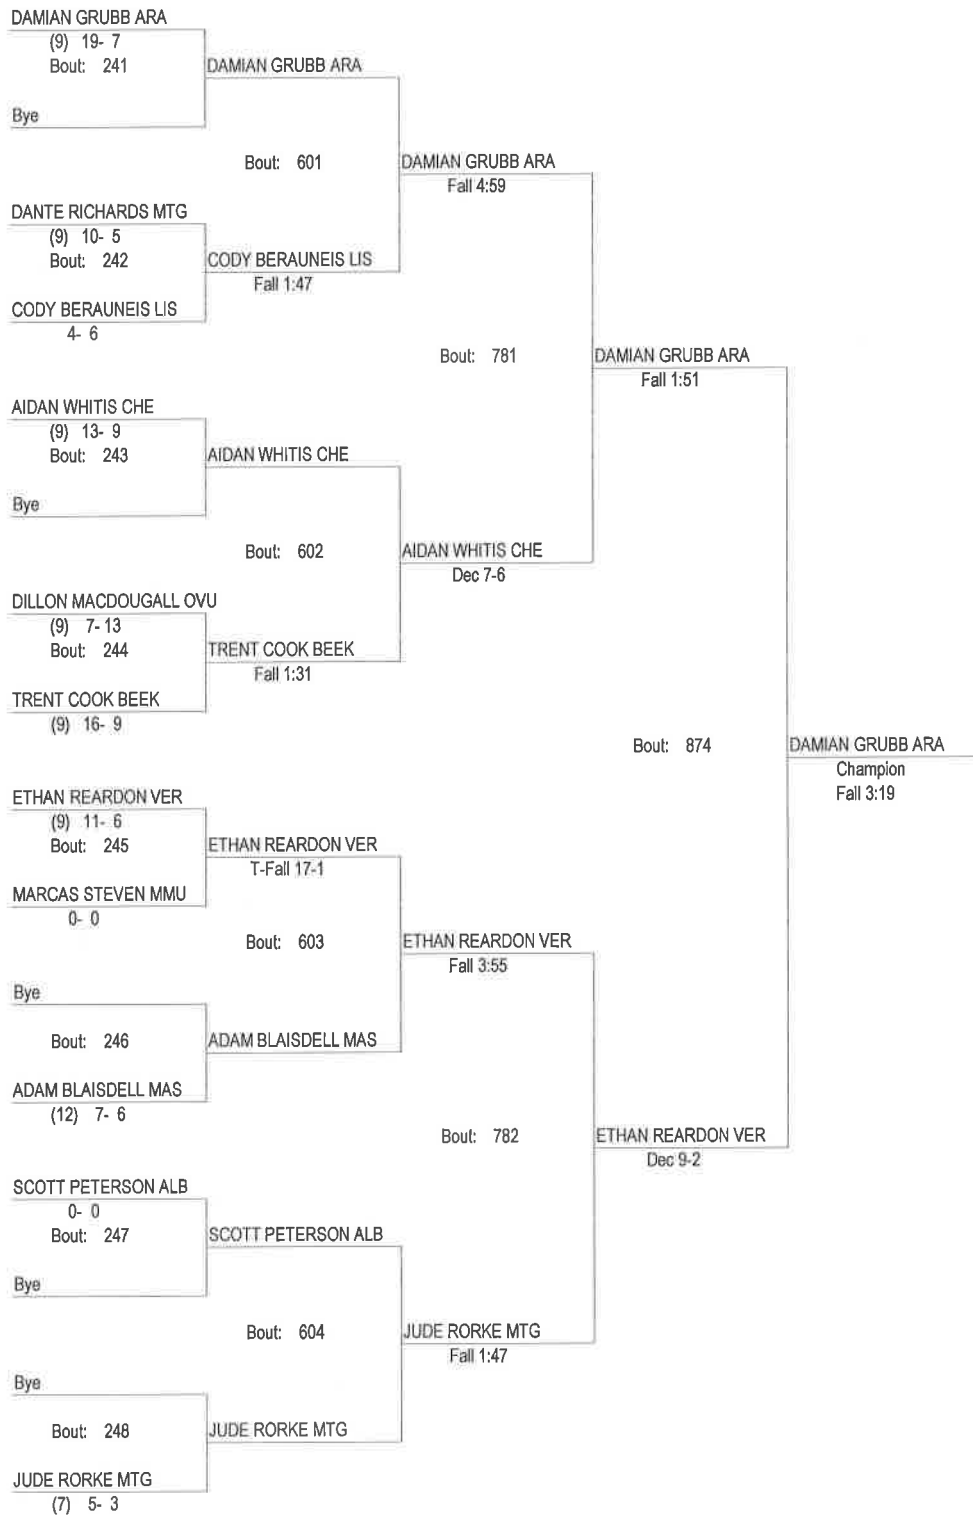 DAMIAN GRUBB ARA
(9) 19- 7
Bout: 241
DAMIAN GRUBB ARA
Bye
Bout: 601
DAMIAN GRUBB ARA
Fall 4:59
DANTE RICHARDS MTG
(9) 10- 5
Bout: 242
CODY BERAUNEIS LIS
Fall 1:47
CODY BERAUNEIS LIS
4- 6
Bout: 781
DAMIAN GRUBB ARA
Fall 1:51
AIDAN WHITIS CHE
(9) 13- 9
Bout: 243
AIDAN WHITIS CHE
Bye
Bout: 602
AIDAN WHITIS CHE
Dec 7-6
DILLON MACDOUGALL OVU
(9) 7- 13
Bout: 244
TRENT COOK BEEK
Fall 1:31
TRENT COOK BEEK
(9) 16- 9
Bout: 874
DAMIAN GRUBB ARA
Champion
Fall 3:19
ETHAN REARDON VER
(9) 11- 6
Bout: 245
ETHAN REARDON VER
T-Fall 17-1
MARCAS STEVEN MMU
0- 0
Bout: 603
ETHAN REARDON VER
Fall 3:55
Bye
Bout: 246
ADAM BLAISDELL MAS
ADAM BLAISDELL MAS
(12) 7- 6
Bout: 782
ETHAN REARDON VER
Dec 9-2
SCOTT PETERSON ALB
0- 0
Bout: 247
SCOTT PETERSON ALB
Bye
Bout: 604
JUDE RORKE MTG
Fall 1:47
Bye
Bout: 248
JUDE RORKE MTG
JUDE RORKE MTG
(7) 5- 3